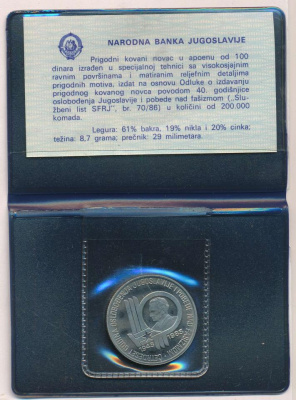 NARODNA BANKA JUGOSLAVIJE
Prigodni kovani novac u apoenu od 100
dinara izrađen u specijalnoj tehnici sa visokosjajnim
ravnim površinama i matiranim reljefnim detaljima
prigodnih motiva, izdat na osnovu Odluke o izdavanju
prigodnog kovanog novca povodom 40. godišnjice
oslobođenja Jugoslavije i pobede nad fašizmom („Slu-
žbeni list SFRJ", br. 70/86) u količini od 200.000
komada.
Legura: 61% bakra, 19% nikla i 20% cinka;
težina: 8,7 grama; prečnik: 29 milimetara.
1945
1985